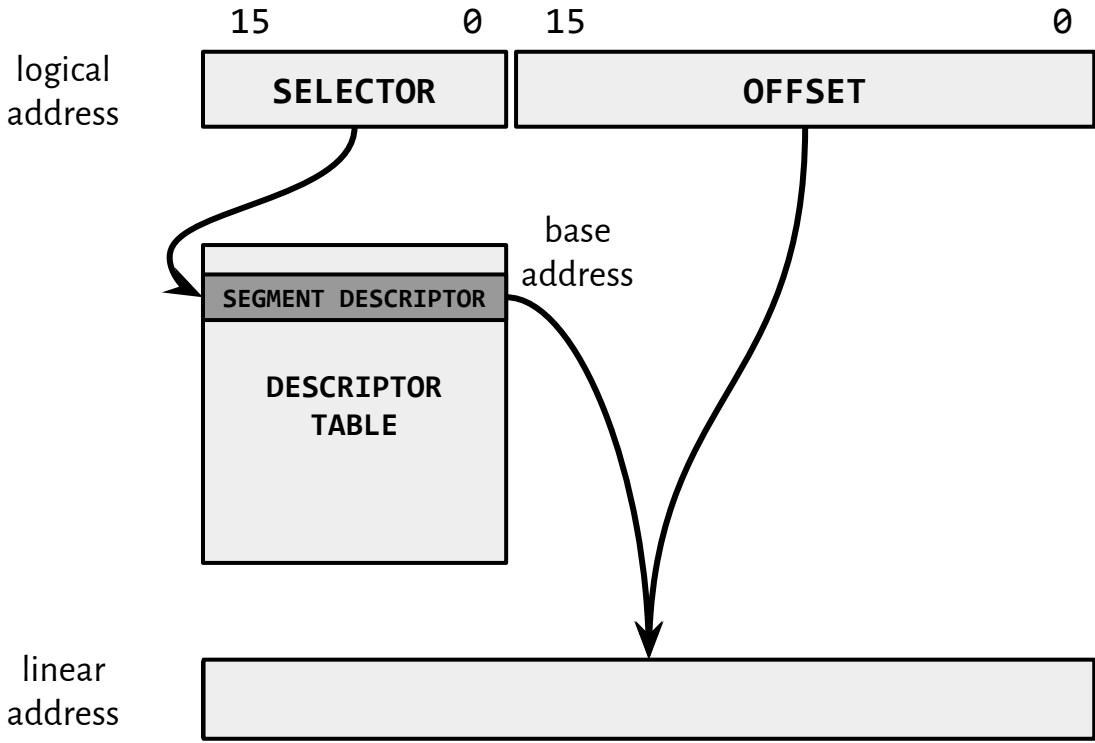 15 0 15 0
logical
address
SELECTOR OFFSET
base
address
SEGMENT DESCRIPTOR
DESCRIPTOR
TABLE
linear
address